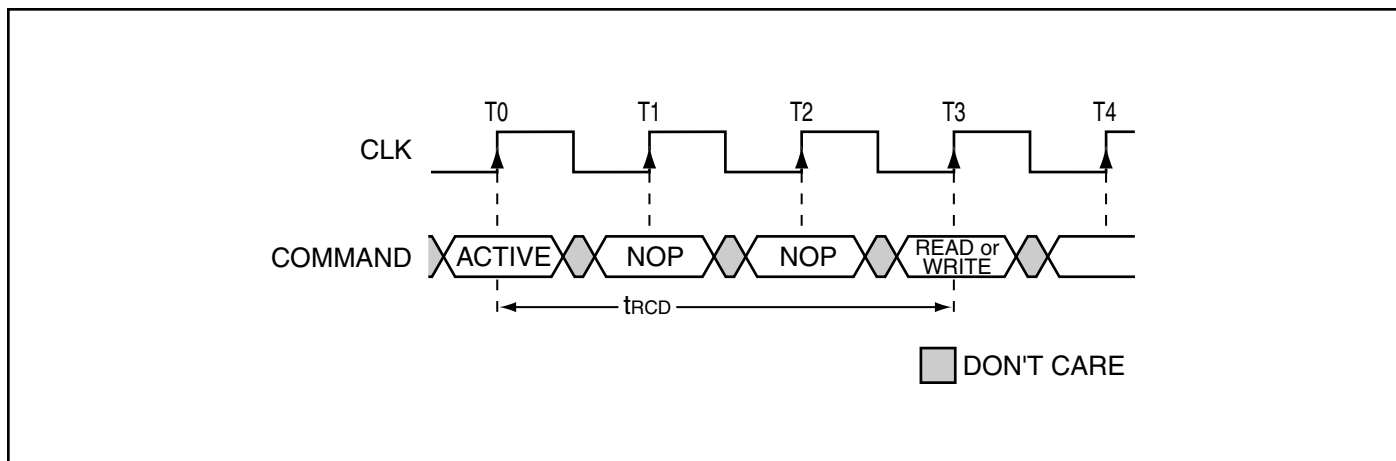 T0 T1 T2 T3 T4
CLK
COMMAND ACTIVE NOP NOP READ or
WRITE
tRCD
DON'T CARE